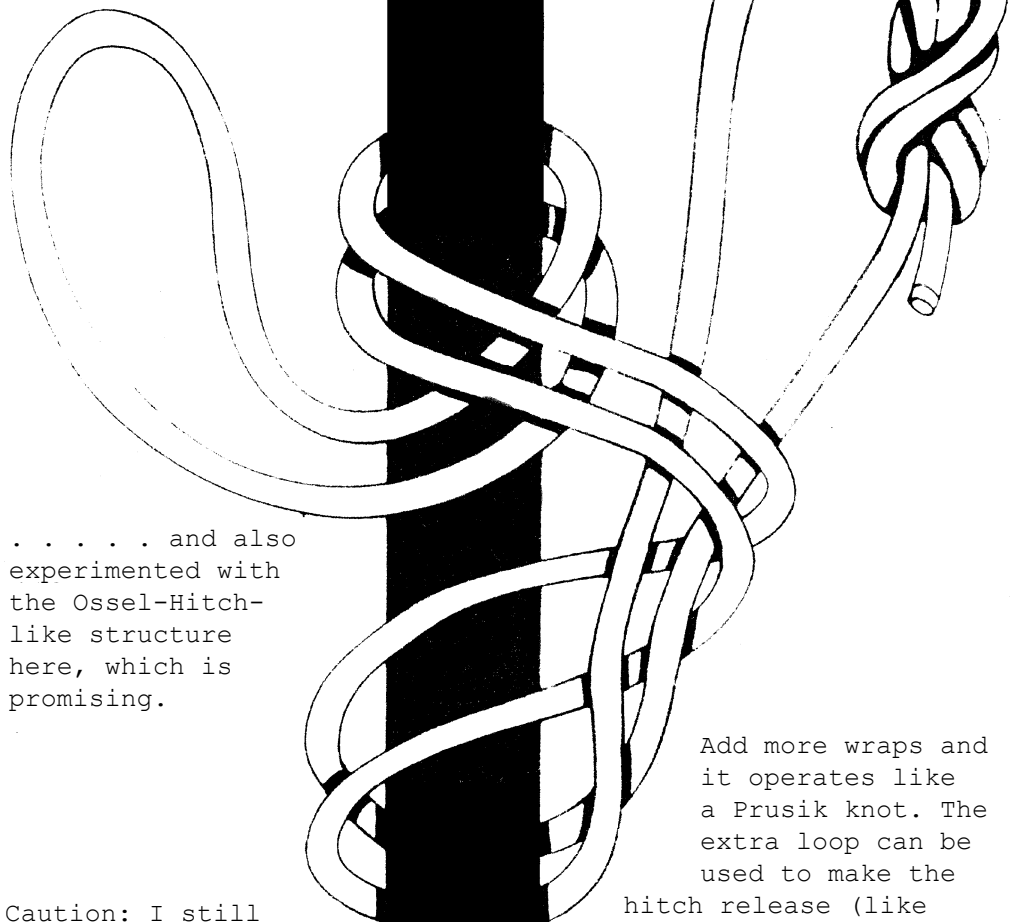 . . . . . and also
experimented with
the Ossel-Hitch-
like structure
here, which is
promising.
Add more wraps and
it operates like
a Prusik knot. The
extra loop can be
used to make the
hitch release (like
Caution: I still